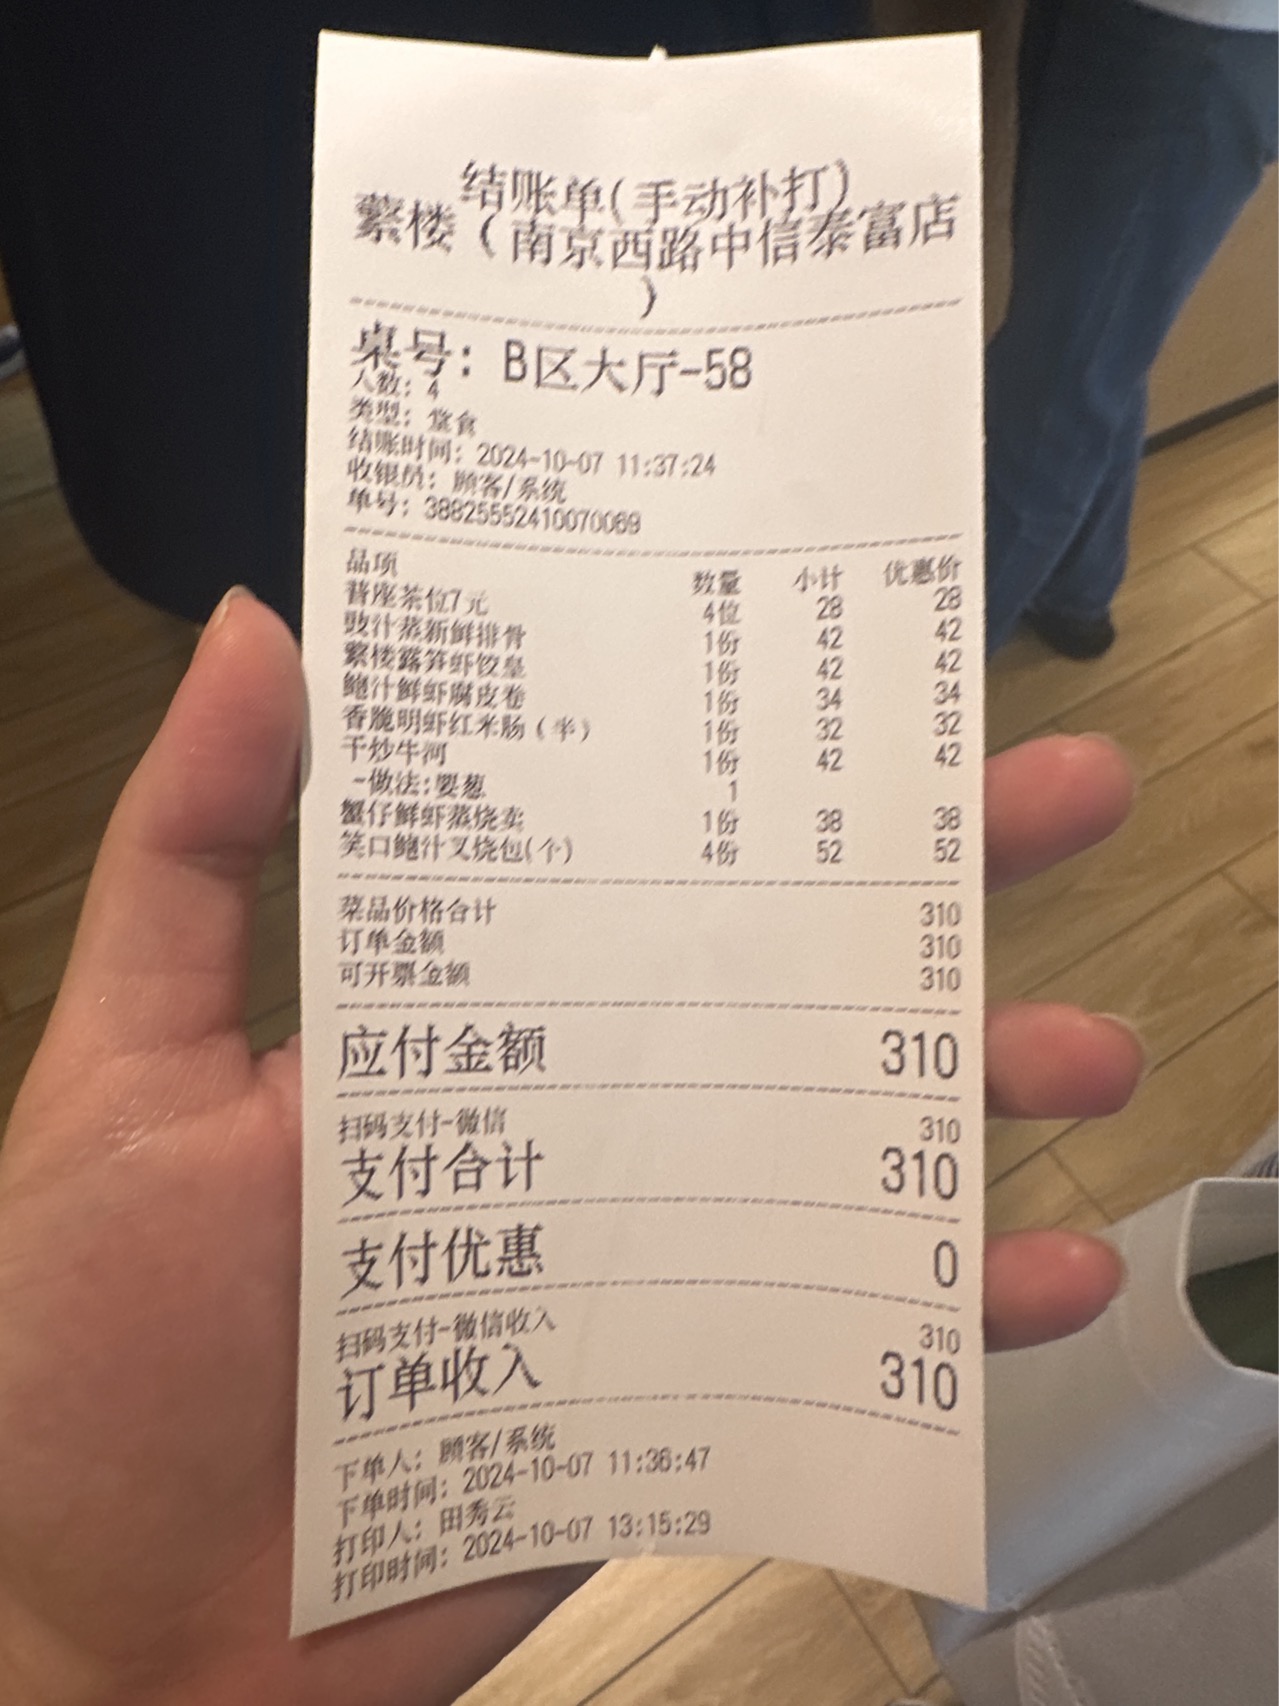 结账单(手动补打)
蘩楼（南京西路中信泰富店
）
桌号：B区大厅-58
人数：4
类型：堂食
结账时间：2024-10-07 11:37:24
收银员：顾客/系统
单号：38825552410070069
品项 数量 小计 优惠价
普座茶位7元 4位 28 28
豉汁蒸新鲜排骨 1份 42 42
蘩楼露笋虾饺皇 1份 42 42
鲍汁鲜虾腐皮卷 1份 34 34
香脆明虾红米肠（半） 1份 32 32
干炒牛河 1份 42 42
-做法:要葱 1
蟹仔鲜虾蒸烧卖 1份 38 38
笑口鲍汁叉烧包(个) 4份 52 52
菜品价格合计 310
订单金额 310
可开票金额 310
应付金额 310
扫码支付-微信 310
支付合计 310
支付优惠 0
扫码支付-微信收入 310
订单收入 310
下单人：顾客/系统
下单时间：2024-10-07 11:36:47
打印人：田秀云
打印时间：2024-10-07 13:15:29